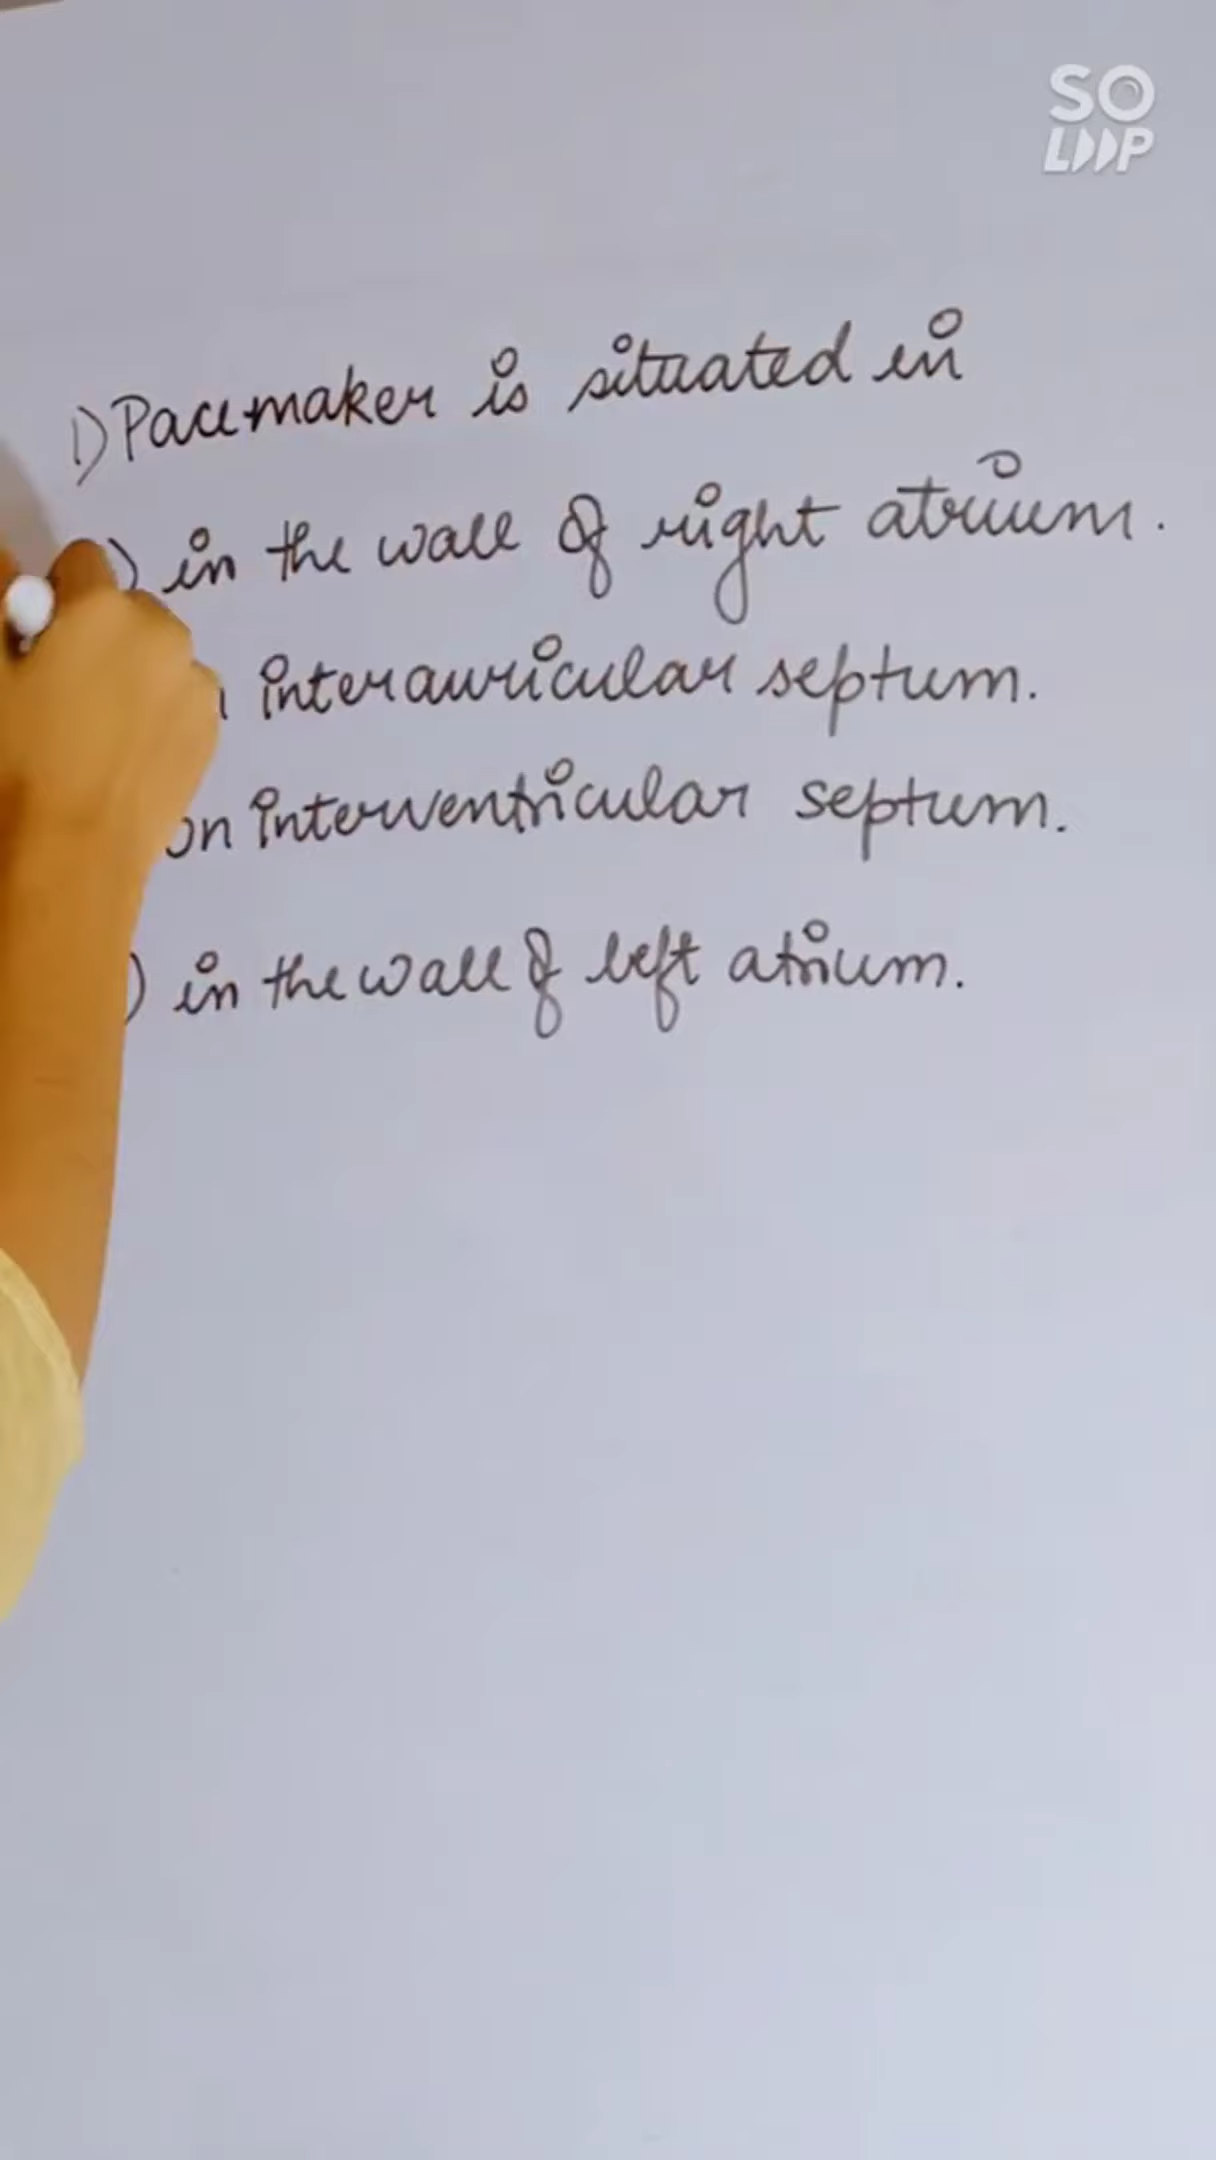 SO
LOOP
1) Pacemaker is situated in
) in the wall of right atrium.
interauricular septum.
on interventricular septum.
) in the wall of left atrium.